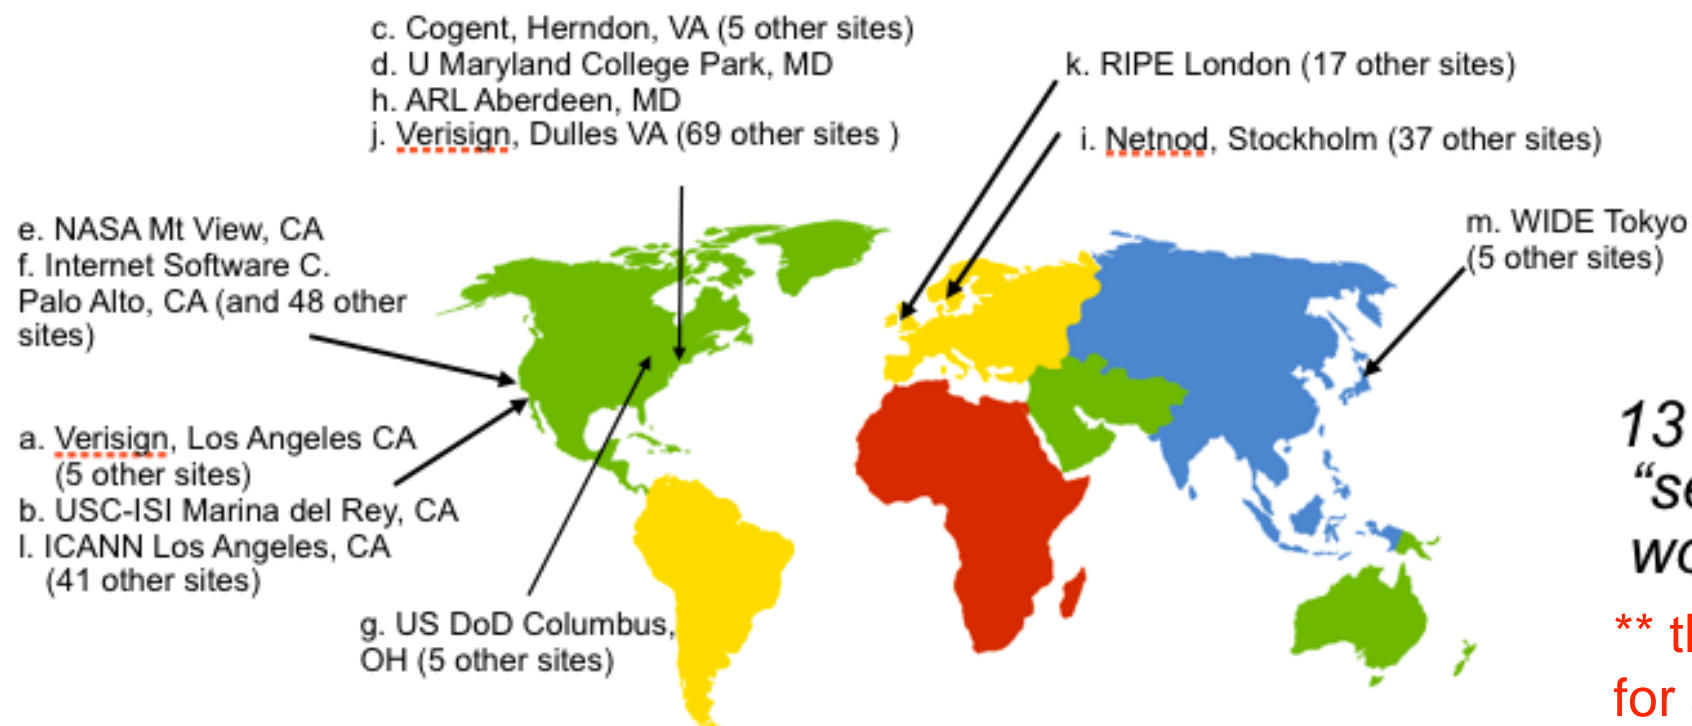 c. Cogent, Herndon, VA (5 other sites)
d. U Maryland College Park, MD
h. ARL Aberdeen, MD
j. Verisign, Dulles VA (69 other sites )
k. RIPE London (17 other sites)
i. Netnod, Stockholm (37 other sites)
m. WIDE Tokyo
(5 other sites)
e. NASA Mt View, CA
f. Internet Software C.
Palo Alto, CA (and 48 other
sites)
a. Verisign, Los Angeles CA
(5 other sites)
b. USC-ISI Marina del Rey, CA
l. ICANN Los Angeles, CA
(41 other sites)
g. US DoD Columbus,
OH (5 other sites)
13
**
for